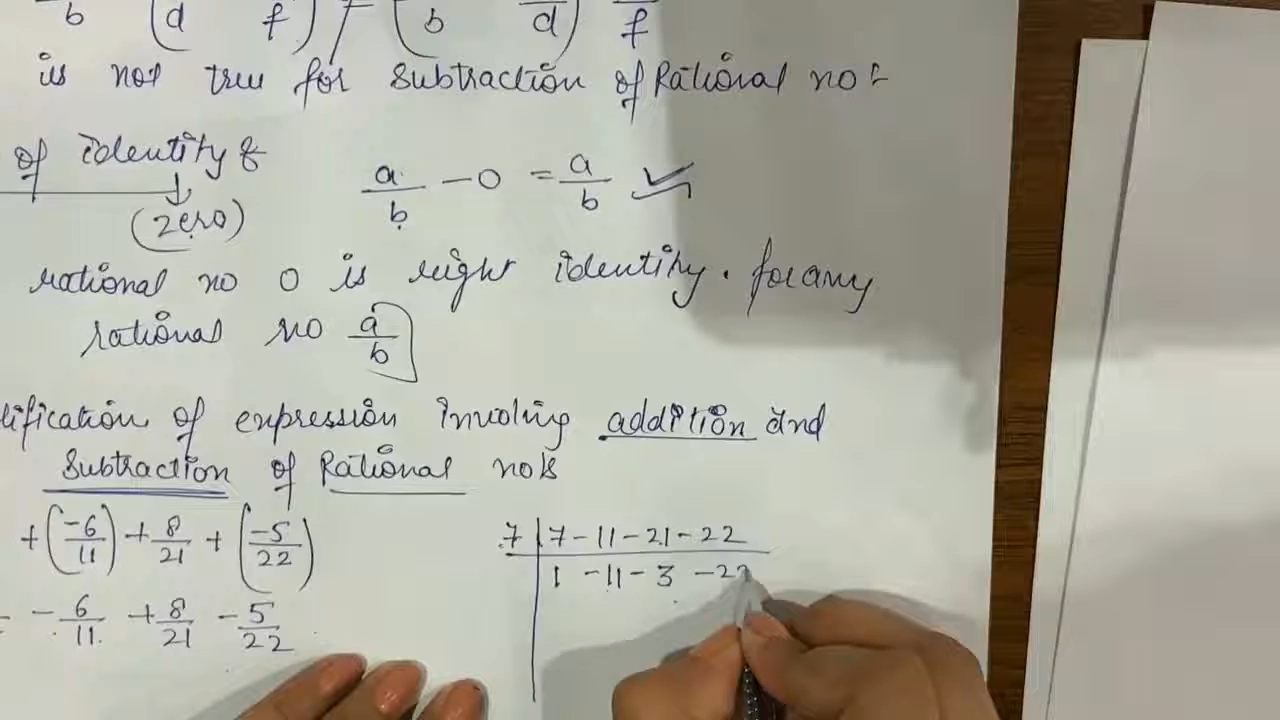 b (d f) ≠ (b d) f
is not true for Subtraction of Rational no:
of identity &
(Zero)
a/b - 0 = a/b ✓
rational no 0 is right identity. for any
rational no a/b
lification of expression involving addition and
Subtraction of Rational no's
+(-6/11) + 8/21 + (-5/22)
= - 6/11 + 8/21 - 5/22
7 | 7 - 11 - 21 - 22
1 - 11 - 3 - 22